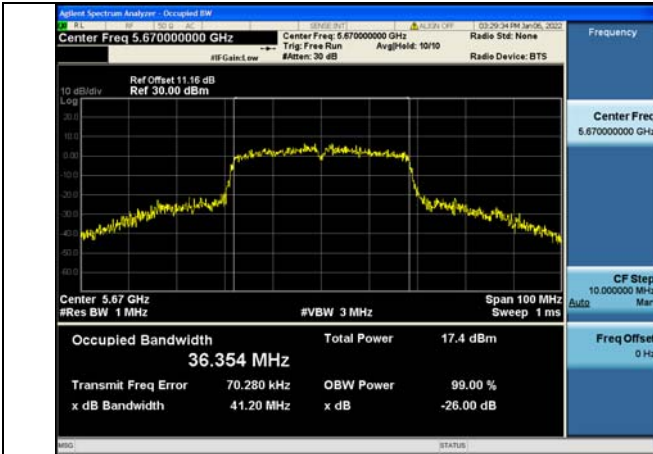 Agilent Spectrum Analyzer - Occupied BW
RL RF 50 Ω AC SENSE:INT ALIGN OFF 03:29:34 PM Jan 06, 2022
Center Freq 5.670000000 GHz
Center Freq: 5.670000000 GHz
Radio Std: None
Trig: Free Run Avg|Hold: 10/10
#IFGain:Low #Atten: 30 dB Radio Device: BTS
Ref Offset 11.16 dB
10 dB/div Ref 30.00 dBm
Log
20.0
10.0
0.00
-10.0
-20.0
-30.0
-40.0
-50.0
-60.0
Center 5.67 GHz Span 100 MHz
#Res BW 1 MHz #VBW 3 MHz Sweep 1 ms
Occupied Bandwidth Total Power 17.4 dBm
36.354 MHz
Transmit Freq Error 70.280 kHz OBW Power 99.00 %
x dB Bandwidth 41.20 MHz x dB -26.00 dB
MSG STATUS
Frequency
Center Freq
5.670000000 GHz
CF Step
10.000000 MHz
Auto Man
Freq Offset
0 Hz